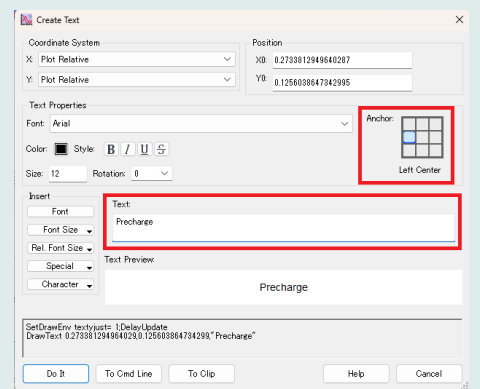 Create Text
Coordinate System
X: Plot Relative
Y: Plot Relative
Position
X0: 0.2733812949640287
Y0: 0.1256038647342995
Text Properties
Font: Arial
Color: Style: B I U S
Size: 12 Rotation: 0
Anchor:
Left Center
Insert
Font
Font Size
Rel. Font Size
Special
Character
Text:
Precharge
Text Preview:
Precharge
SetDrawEnv textyjust= 1;DelayUpdate
DrawText 0.273381294964029,0.125603864734299,"Precharge"
Do It To Cmd Line To Clip Help Cancel